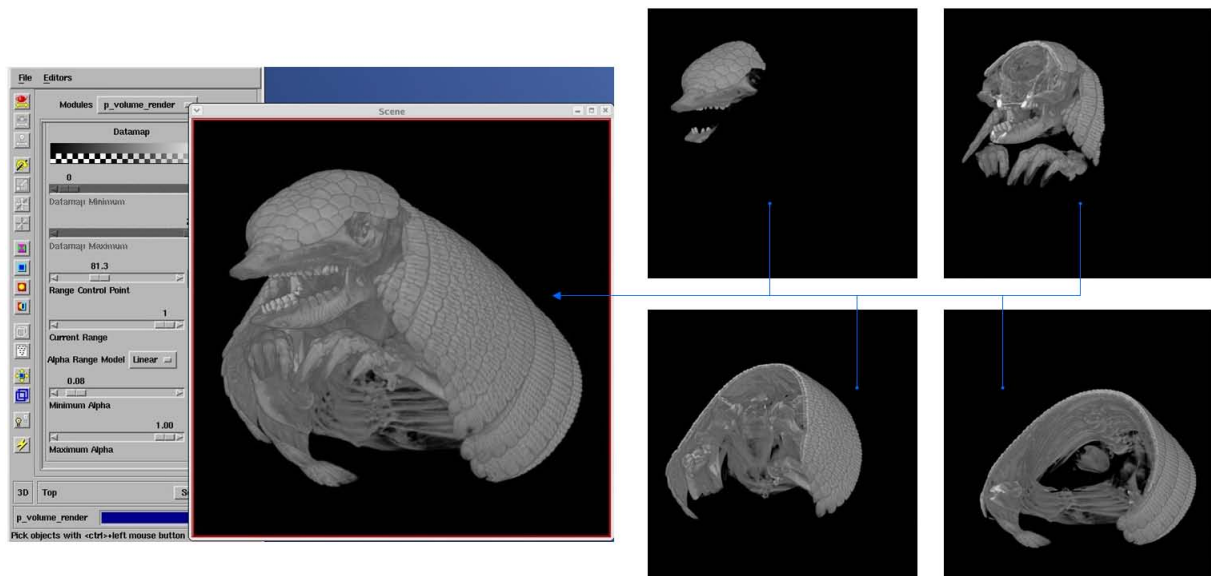 File Editors
Modules p_volume_render
Scene
Datamap
0
Datamap Minimum
Datamap Maximum
81.3
Range Control Point
1
Current Range
Alpha Range Model Linear
0.08
Minimum Alpha
1.00
Maximum Alpha
3D Top
p_volume_render
Pick objects with <ctrl>+left mouse button